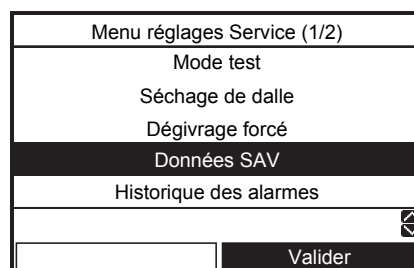 Menu réglages Service (1/2)
Mode test
Séchage de dalle
Dégivrage forcé
Données SAV
Historique des alarmes
Valider